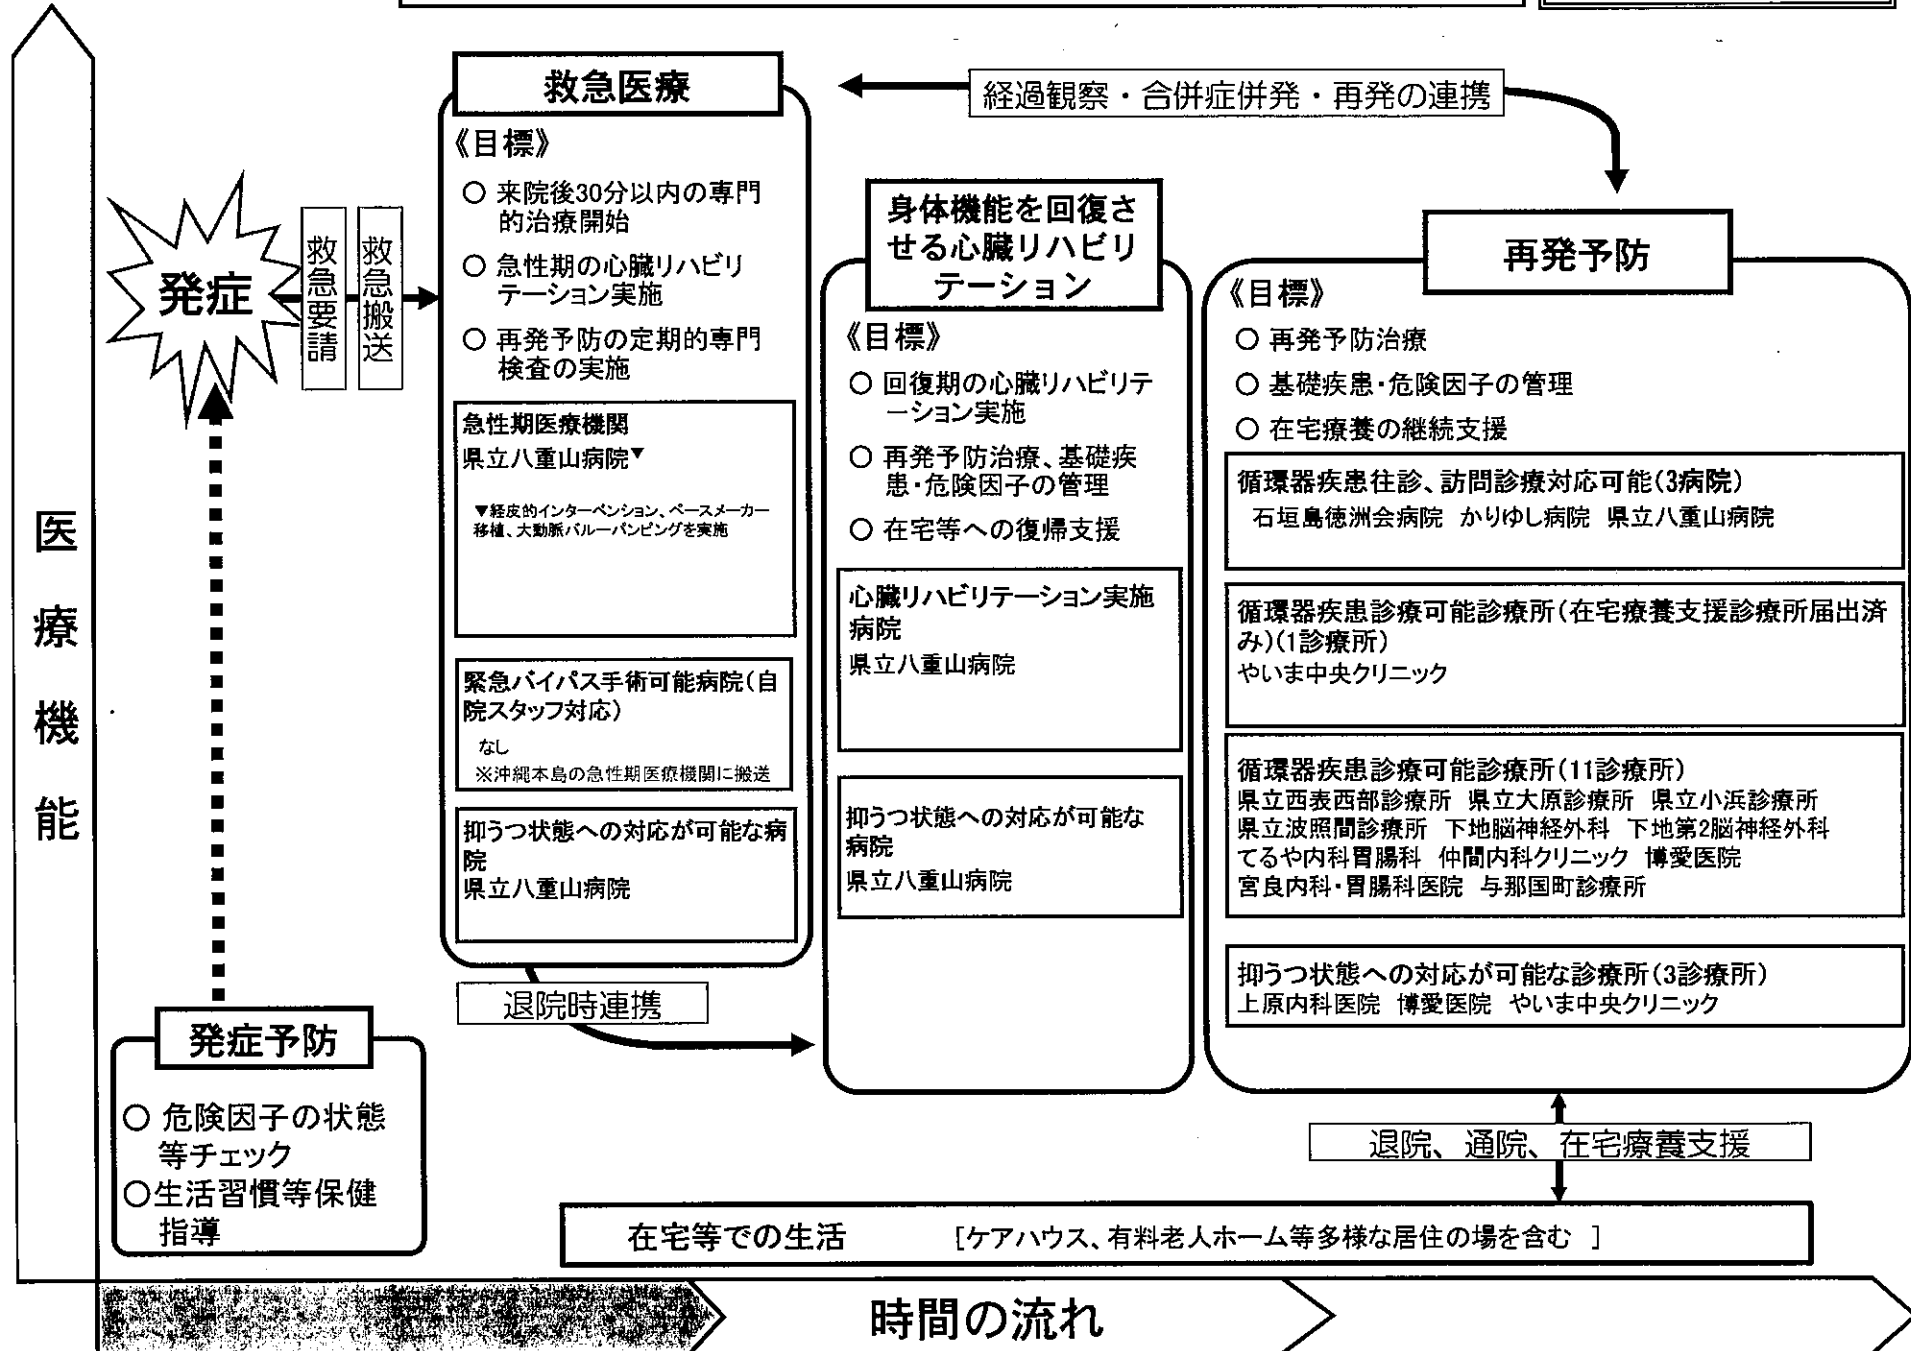 医療機能
救急医療
《目標》
○ 来院後30分以内の専門
的治療開始
○ 急性期の心臓リハビリ
テーション実施
○ 再発予防の定期的専門
検査の実施
急性期医療機関
県立八重山病院▼
▼経皮的インターベンション、ペースメーカー
移植、大動脈バルーパンピングを実施
緊急バイパス手術可能病院(自
院スタッフ対応)
なし
※沖縄本島の急性期医療機関に搬送
抑うつ状態への対応が可能な病
院
県立八重山病院
経過観察・合併症併発・再発の連携
発症
救急要請
救急搬送
身体機能を回復さ
せる心臓リハビリ
テーション
《目標》
○ 回復期の心臓リハビリテ
ーション実施
○ 再発予防治療、基礎疾
患・危険因子の管理
○ 在宅等への復帰支援
心臓リハビリテーション実施
病院
県立八重山病院
抑うつ状態への対応が可能な
病院
県立八重山病院
再発予防
《目標》
○ 再発予防治療
○ 基礎疾患・危険因子の管理
○ 在宅療養の継続支援
循環器疾患往診、訪問診療対応可能(3病院)
石垣島徳洲会病院 かりゆし病院 県立八重山病院
循環器疾患診療可能診療所(在宅療養支援診療所届出済
み)(1診療所)
やいま中央クリニック
循環器疾患診療可能診療所(11診療所)
県立西表西部診療所 県立大原診療所 県立小浜診療所
県立波照間診療所 下地脳神経外科 下地第2脳神経外科
てるや内科胃腸科 仲間内科クリニック 博愛医院
宮良内科・胃腸科医院 与那国町診療所
抑うつ状態への対応が可能な診療所(3診療所)
上原内科医院 博愛医院 やいま中央クリニック
退院時連携
発症予防
○ 危険因子の状態
等チェック
○生活習慣等保健
指導
退院、通院、在宅療養支援
在宅等での生活 [ケアハウス、有料老人ホーム等多様な居住の場を含む ]
時間の流れ